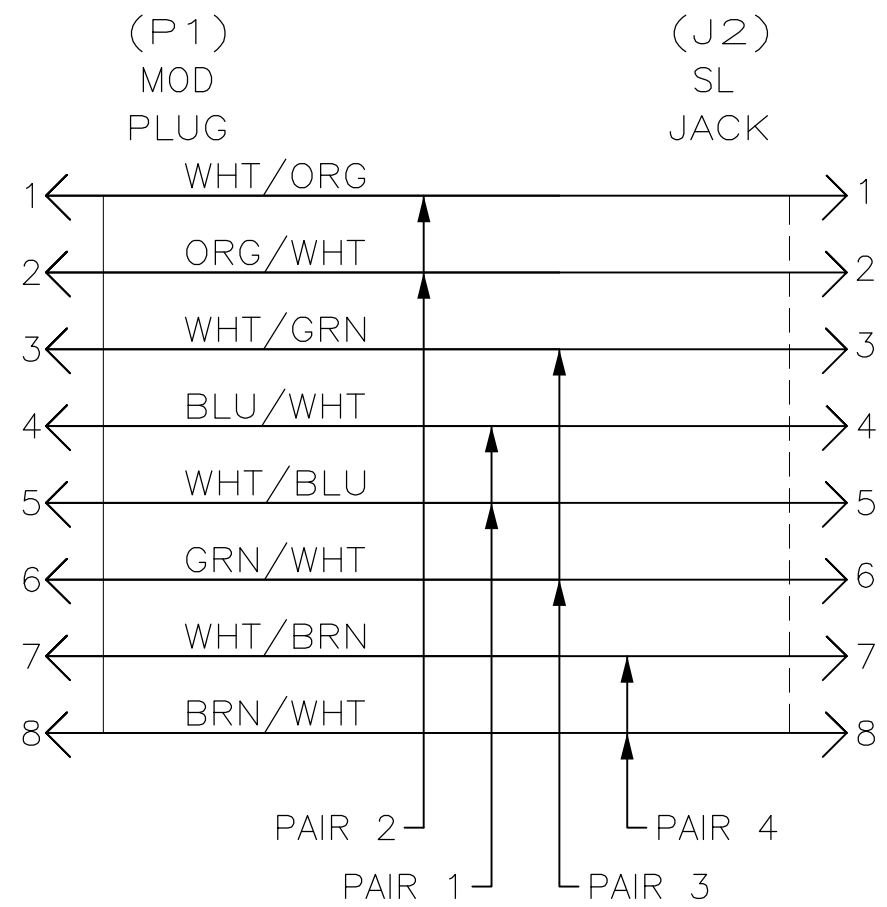 (P1) (J2)
MOD SL
PLUG JACK
1 WHT/ORG 1
2 ORG/WHT 2
3 WHT/GRN 3
4 BLU/WHT 4
5 WHT/BLU 5
6 GRN/WHT 6
7 WHT/BRN 7
8 BRN/WHT 8
PAIR 2 PAIR 4
PAIR 1 PAIR 3